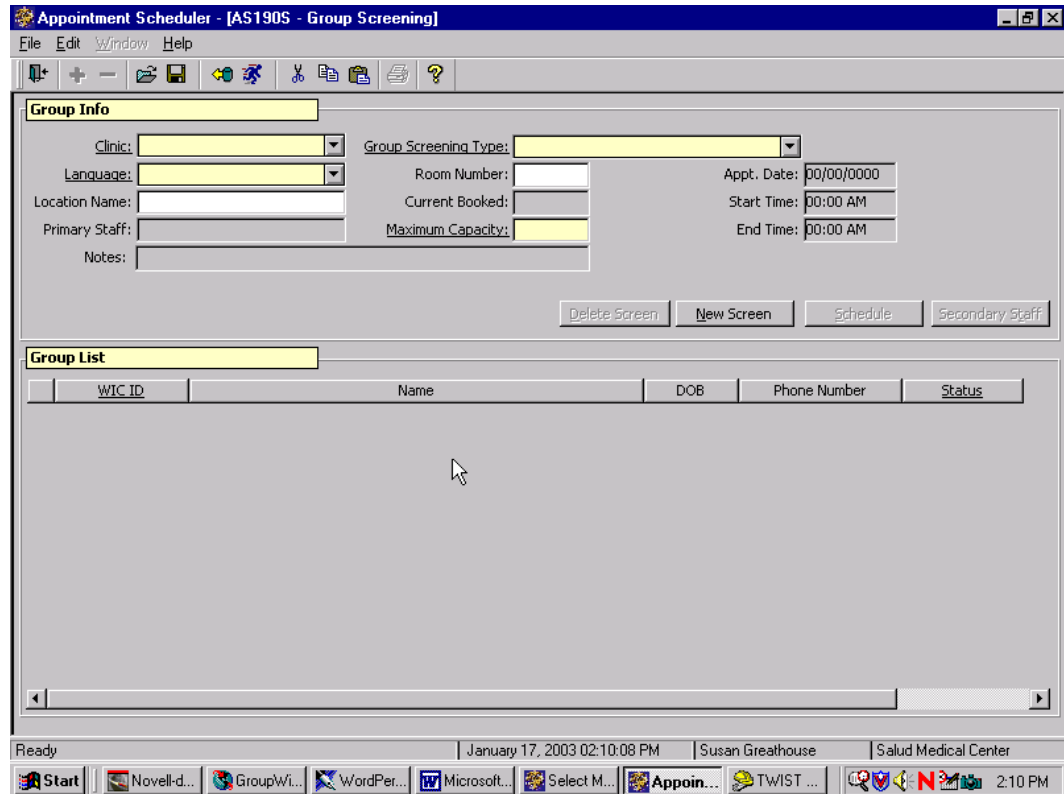 Appointment Scheduler - [AS190S - Group Screening]
File Edit Window Help
Group Info
Clinic: Group Screening Type:
Language: Room Number: Appt. Date: 00/00/0000
Location Name: Current Booked: Start Time: 00:00 AM
Primary Staff: Maximum Capacity: End Time: 00:00 AM
Notes:
Delete Screen New Screen Schedule Secondary Staff
Group List
WIC ID Name DOB Phone Number Status
Ready January 17, 2003 02:10:08 PM Susan Greathouse Salud Medical Center
Start Novell-d... GroupWi... WordPer... Microsoft... Select M... Appoin... TWIST ... N 2:10 PM